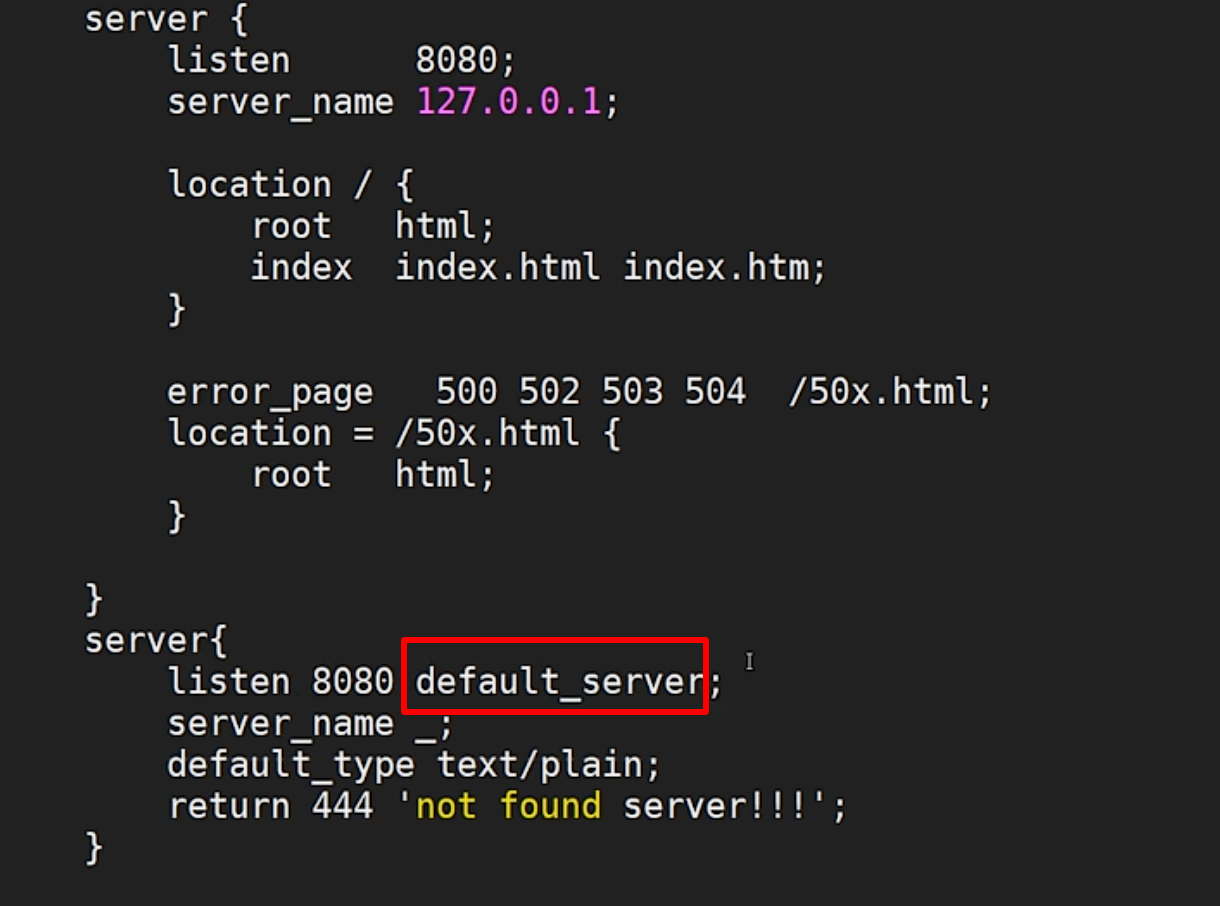 server {
    listen      8080;
    server_name 127.0.0.1;
    location / {
        root   html;
        index  index.html index.htm;
    }
    error_page   500 502 503 504  /50x.html;
    location = /50x.html {
        root   html;
    }
}
server{
    listen 8080 default_server;
    server_name _;
    default_type text/plain;
    return 444 'not found server!!!';
}